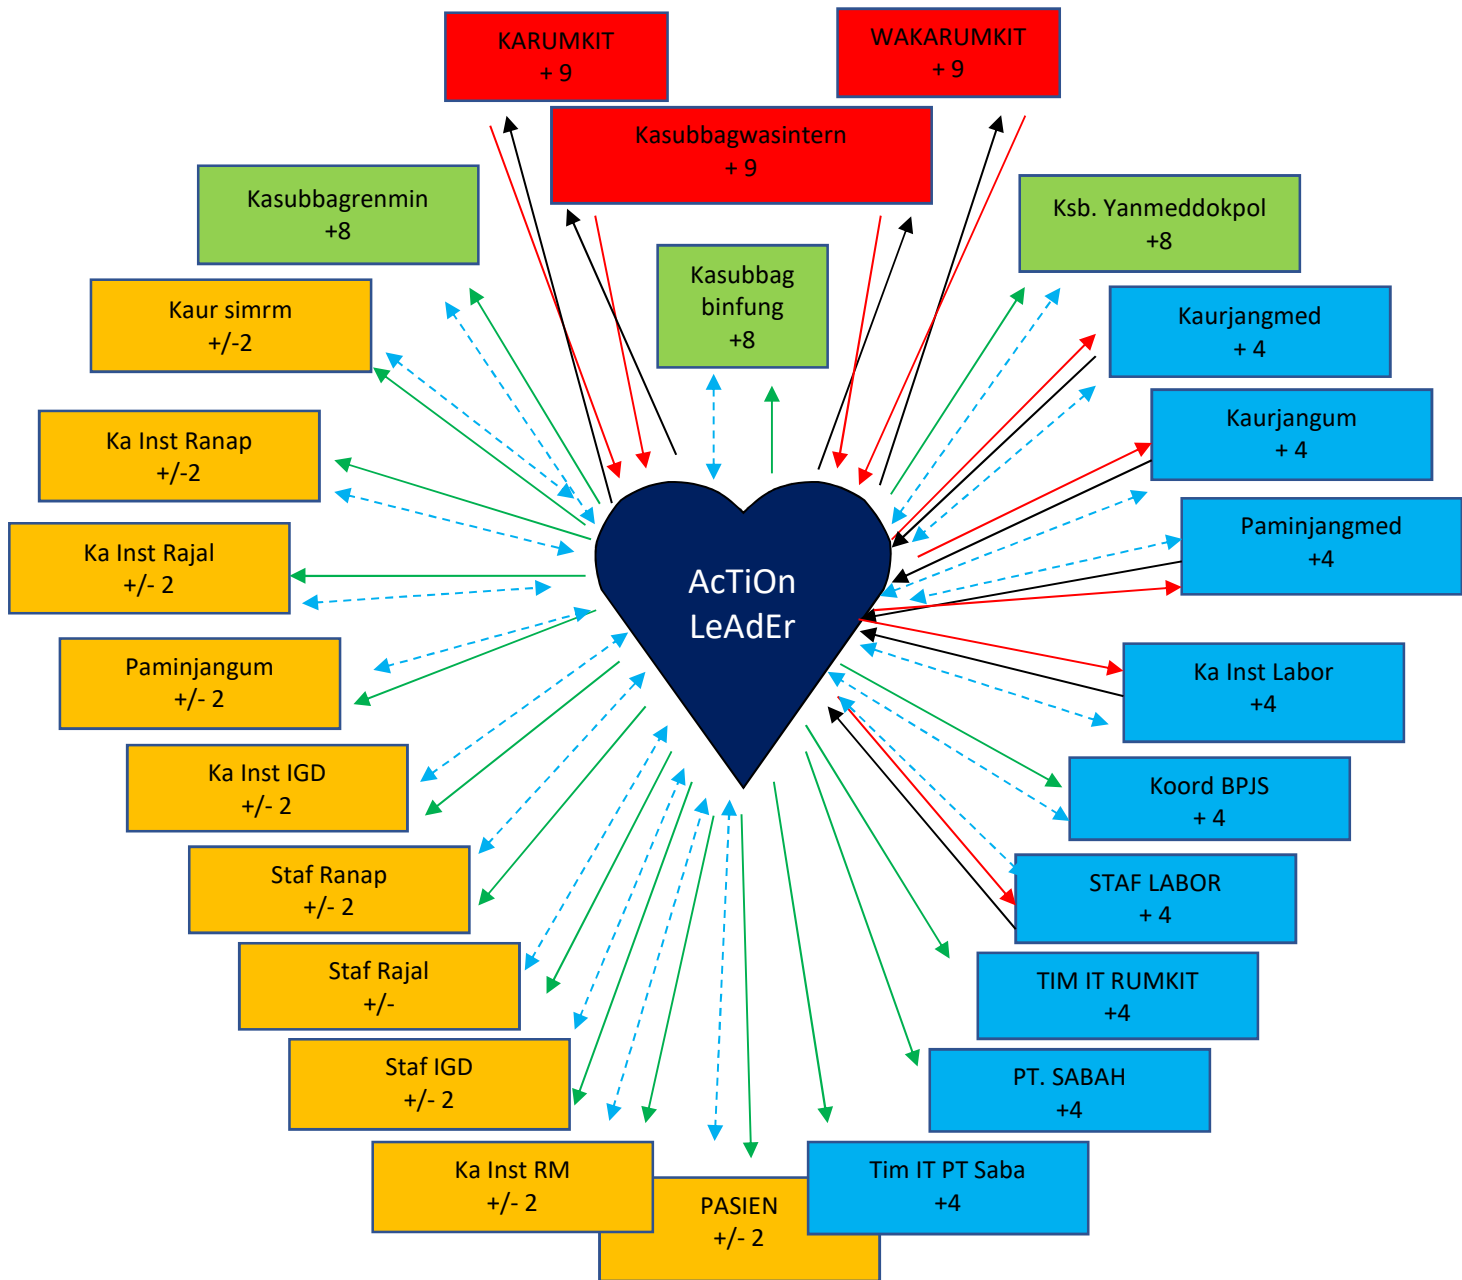 KARUMKIT
+ 9
WAKARUMKIT
+ 9
Kasubbagwasintern
+ 9
Kasubbagrenmin
+8
Ksb. Yanmeddokpol
+8
Kasubbag
binfung
+8
Kaur simrm
+/-2
Kaurjangmed
+ 4
Ka Inst Ranap
+/-2
Kaurjangum
+ 4
Ka Inst Rajal
+/- 2
Paminjangmed
+4
AcTiOn
LeAdEr
Paminjangum
+/- 2
Ka Inst Labor
+4
Ka Inst IGD
+/- 2
Koord BPJS
+ 4
Staf Ranap
+/- 2
STAF LABOR
+ 4
Staf Rajal
+/-
TIM IT RUMKIT
+4
Staf IGD
+/- 2
PT. SABAH
+4
Ka Inst RM
+/- 2
PASIEN
+/- 2
Tim IT PT Saba
+4